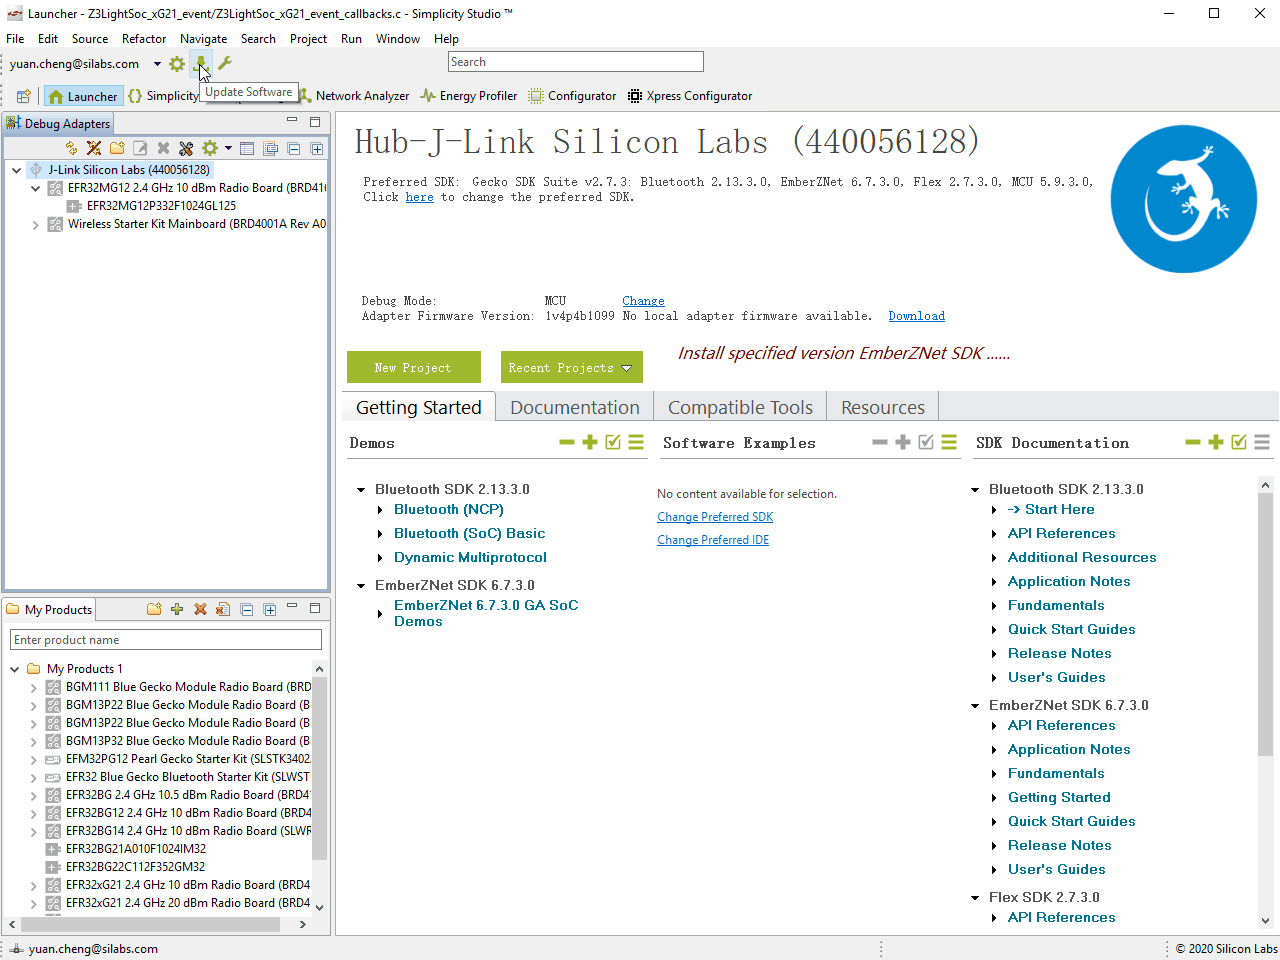 Launcher - Z3LightSoc_xG21_event/Z3LightSoc_xG21_event_callbacks.c - Simplicity Studio ™
File Edit Source Refactor Navigate Search Project Run Window Help
yuan.cheng@silabs.com
Search
Update Software
Launcher
Simplicity
Network Analyzer
Energy Profiler
Configurator
Xpress Configurator
Debug Adapters
J-Link Silicon Labs (440056128)
EFR32MG12 2.4 GHz 10 dBm Radio Board (BRD41
EFR32MG12P332F1024GL125
Wireless Starter Kit Mainboard (BRD4001A Rev A0
My Products
Enter product name
My Products 1
BGM111 Blue Gecko Module Radio Board (BRD
BGM13P22 Blue Gecko Module Radio Board (B
BGM13P22 Blue Gecko Module Radio Board (B
BGM13P32 Blue Gecko Module Radio Board (B
EFM32PG12 Pearl Gecko Starter Kit (SLSTK3402
EFR32 Blue Gecko Bluetooth Starter Kit (SLWST
EFR32BG 2.4 GHz 10.5 dBm Radio Board (BRD4
EFR32BG12 2.4 GHz 10 dBm Radio Board (BRD4
EFR32BG14 2.4 GHz 10 dBm Radio Board (SLWR
EFR32BG21A010F1024IM32
EFR32BG22C112F352GM32
EFR32xG21 2.4 GHz 10 dBm Radio Board (BRD4
EFR32xG21 2.4 GHz 20 dBm Radio Board (BRD4
Hub-J-Link Silicon Labs (440056128)
Preferred SDK: Gecko SDK Suite v2.7.3: Bluetooth 2.13.3.0, EmberZNet 6.7.3.0, Flex 2.7.3.0, MCU 5.9.3.0,
Click here to change the preferred SDK.
Debug Mode: MCU Change
Adapter Firmware Version: 1v4p4b1099 No local adapter firmware available. Download
New Project
Recent Projects
Install specified version EmberZNet SDK ......
Getting Started
Documentation
Compatible Tools
Resources
Demos
Bluetooth SDK 2.13.3.0
Bluetooth (NCP)
Bluetooth (SoC) Basic
Dynamic Multiprotocol
EmberZNet SDK 6.7.3.0
EmberZNet 6.7.3.0 GA SoC
Demos
Software Examples
No content available for selection.
Change Preferred SDK
Change Preferred IDE
SDK Documentation
Bluetooth SDK 2.13.3.0
-> Start Here
API References
Additional Resources
Application Notes
Fundamentals
Quick Start Guides
Release Notes
User's Guides
EmberZNet SDK 6.7.3.0
API References
Application Notes
Fundamentals
Getting Started
Quick Start Guides
Release Notes
User's Guides
Flex SDK 2.7.3.0
API References
yuan.cheng@silabs.com
© 2020 Silicon Labs